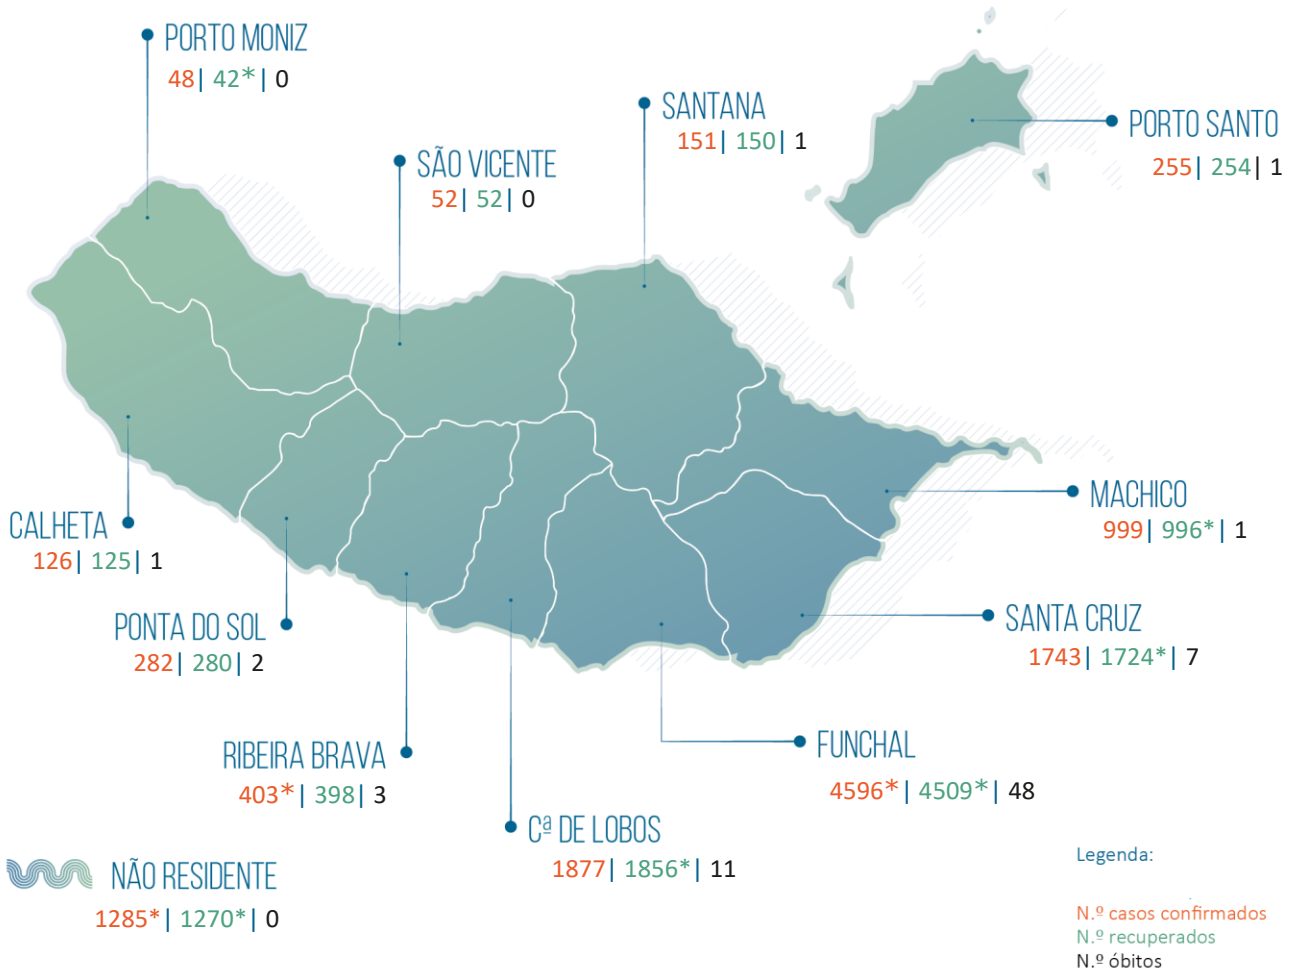 PORTO MONIZ
48| 42*| 0
SANTANA
151| 150| 1
PORTO SANTO
255| 254| 1
SÃO VICENTE
52| 52| 0
MACHICO
999| 996*| 1
CALHETA
126| 125| 1
SANTA CRUZ
1743| 1724*| 7
PONTA DO SOL
282| 280| 2
FUNCHAL
4596*| 4509*| 48
RIBEIRA BRAVA
403*| 398| 3
Cª DE LOBOS
1877| 1856*| 11
NÃO RESIDENTE
1285*| 1270*| 0
Legenda:
N.º casos confirmados
N.º recuperados
N.º óbitos